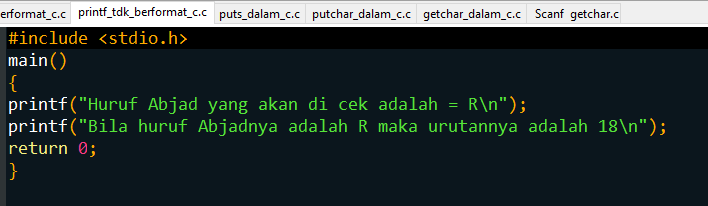 erformat_c.c printf_tdk_berformat_c.c puts_dalam_c.c putchar_dalam_c.c getchar_dalam_c.c Scanf getchar.c
#include <stdio.h>
main()
{
printf("Huruf Abjad yang akan di cek adalah = R\n");
printf("Bila huruf Abjadnya adalah R maka urutannya adalah 18\n");
return 0;
}